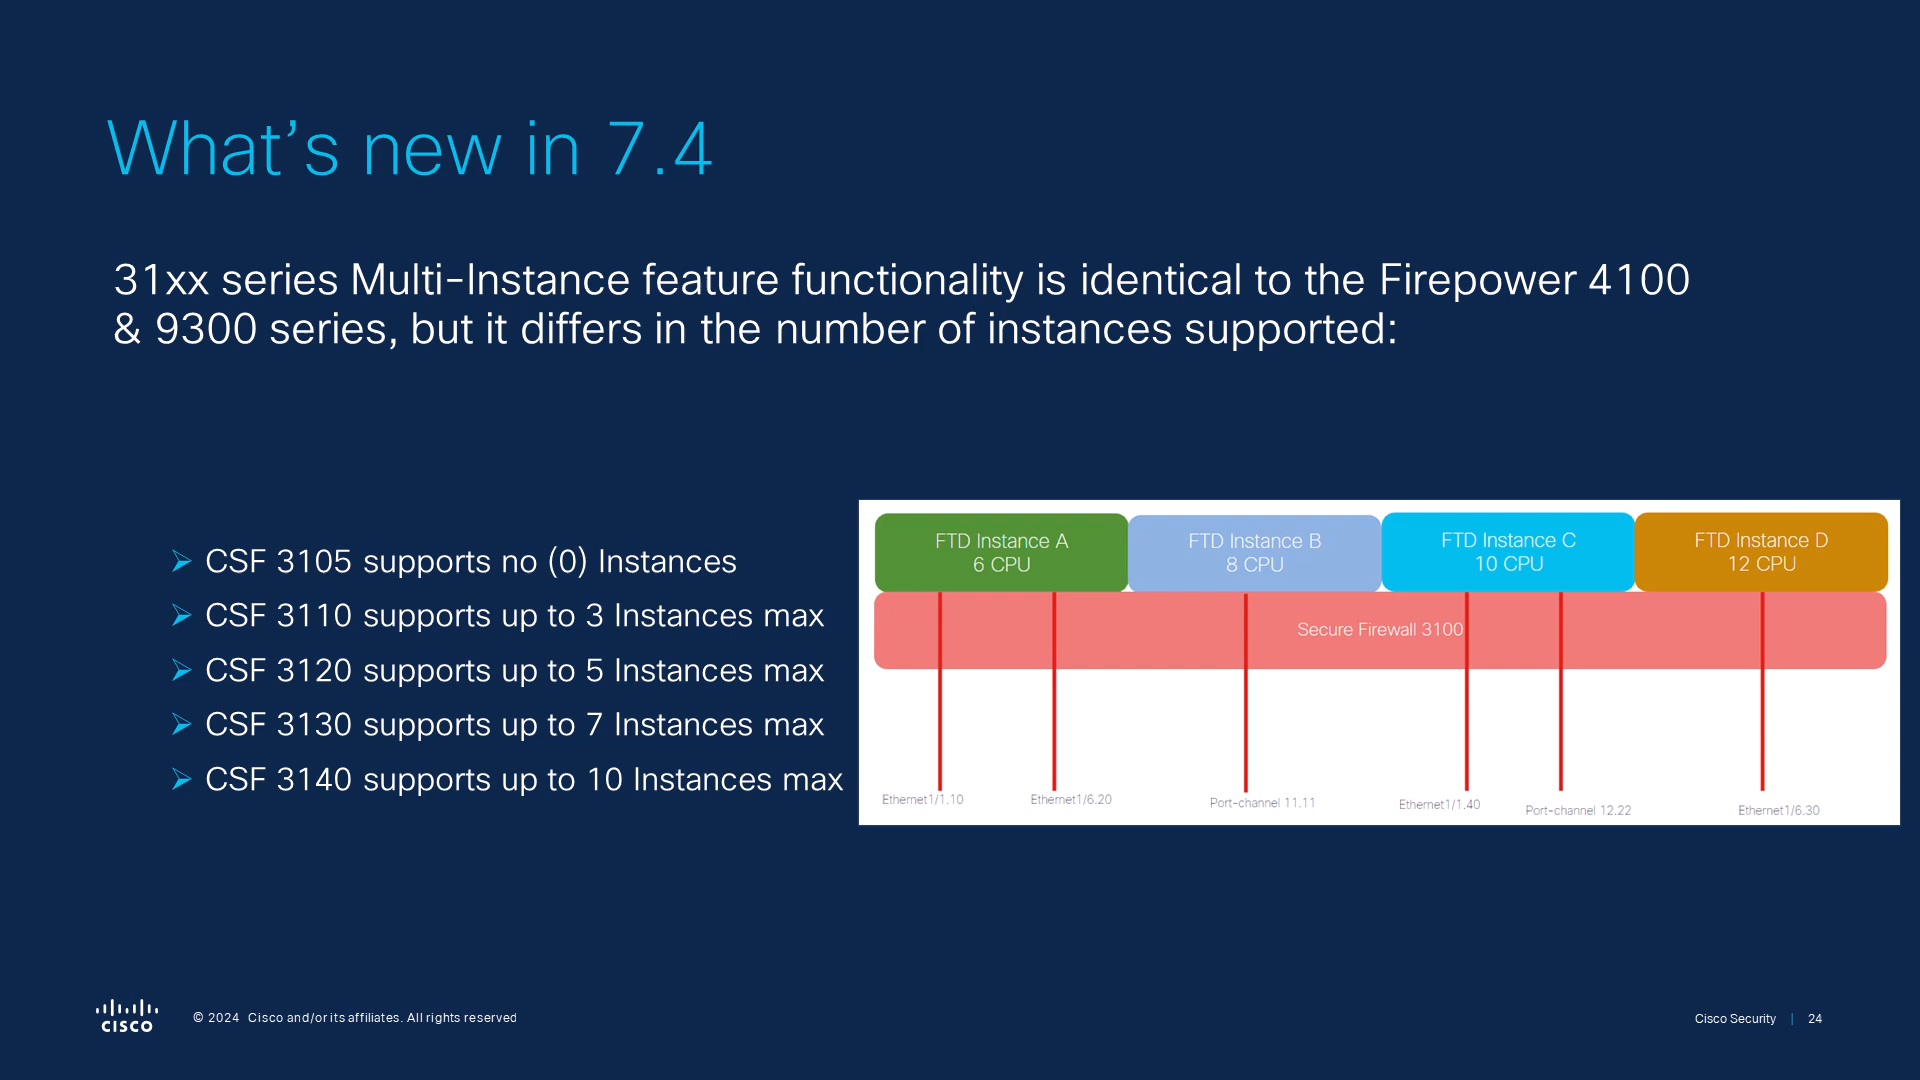 What’s new in 7.4
31xx series Multi-Instance feature functionality is identical to the Firepower 4100
& 9300 series, but it differs in the number of instances supported:
CSF 3105 supports no (0) Instances
CSF 3110 supports up to 3 Instances max
CSF 3120 supports up to 5 Instances max
CSF 3130 supports up to 7 Instances max
CSF 3140 supports up to 10 Instances max
FTD Instance A
6 CPU
FTD Instance B
8 CPU
FTD Instance C
10 CPU
FTD Instance D
12 CPU
Secure Firewall 3100
Ethernet1/1.10
Ethernet1/6.20
Port-channel 11.11
Ethernet1/1.40
Port-channel 12.22
Ethernet1/6.30
CISCO
© 2024 Cisco and/or its affiliates. All rights reserved
Cisco Security | 24